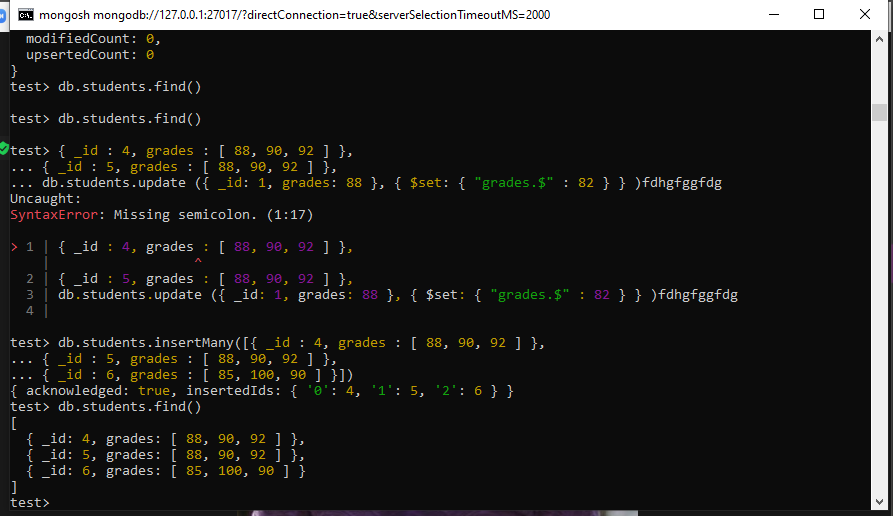 mongosh mongodb://127.0.0.1:27017/?directConnection=true&serverSelectionTimeoutMS=2000
  modifiedCount: 0,
  upsertedCount: 0
}
test> db.students.find()

test> db.students.find()

test> { _id : 4, grades : [ 88, 90, 92 ] },
... { _id : 5, grades : [ 88, 90, 92 ] },
... db.students.update ({ _id: 1, grades: 88 }, { $set: { "grades.$" : 82 } } )fdhgfggfdg
Uncaught:
SyntaxError: Missing semicolon. (1:17)

> 1 | { _id : 4, grades : [ 88, 90, 92 ] },
    |                  ^
  2 | { _id : 5, grades : [ 88, 90, 92 ] },
  3 | db.students.update ({ _id: 1, grades: 88 }, { $set: { "grades.$" : 82 } } )fdhgfggfdg
  4 |

test> db.students.insertMany([{ _id : 4, grades : [ 88, 90, 92 ] },
... { _id : 5, grades : [ 88, 90, 92 ] },
... { _id : 6, grades : [ 85, 100, 90 ] }])
{ acknowledged: true, insertedIds: { '0': 4, '1': 5, '2': 6 } }
test> db.students.find()
[
  { _id: 4, grades: [ 88, 90, 92 ] },
  { _id: 5, grades: [ 88, 90, 92 ] },
  { _id: 6, grades: [ 85, 100, 90 ] }
]
test>